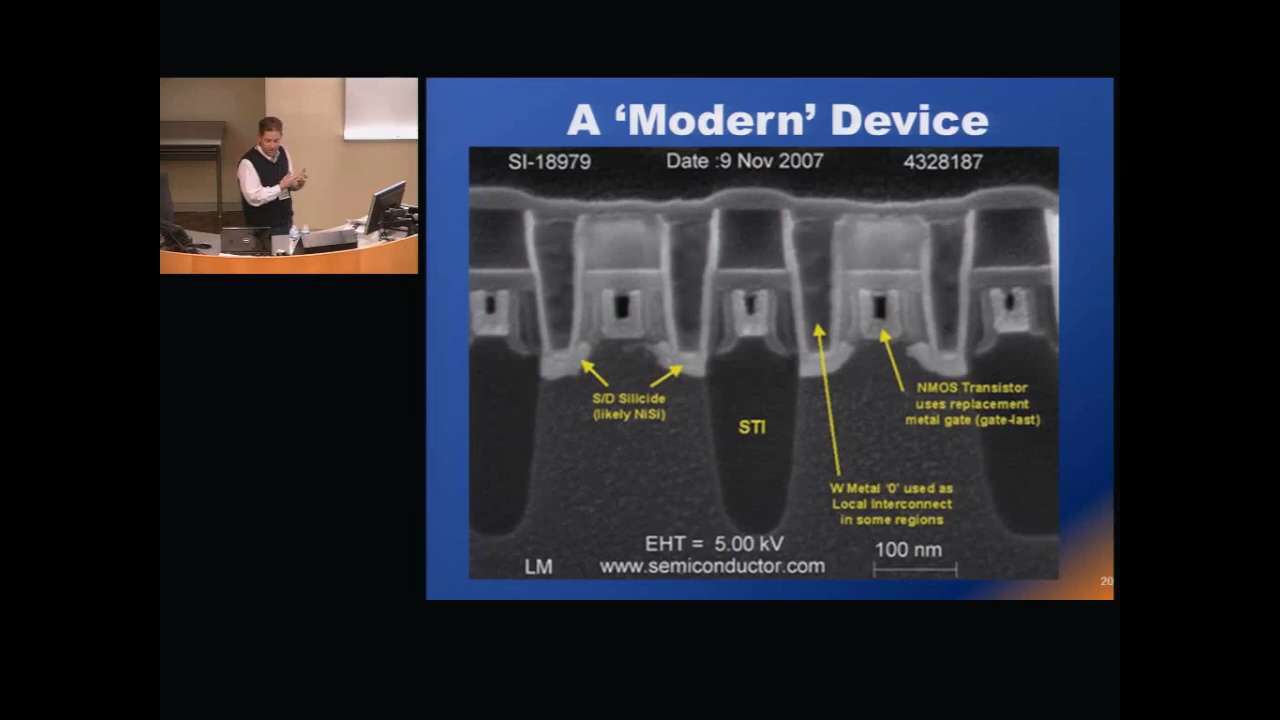 A ‘Modern’ Device
SI-18979 Date :9 Nov 2007 4328187
S/D Silicide
(likely NiSi)
STI
NMOS Transistor
uses replacement
metal gate (gate-last)
W Metal ‘0’ used as
Local Interconnect
in some regions
EHT = 5.00 kV
100 nm
LM
www.semiconductor.com
20